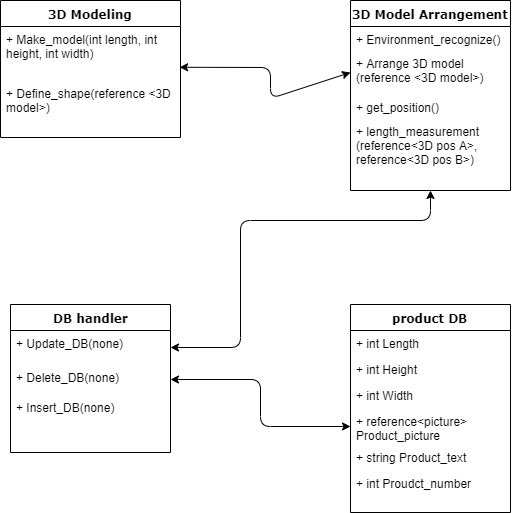 3D Modeling
+ Make_model(int length, int
height, int width)
+ Define_shape(reference <3D
model>)
3D Model Arrangement
+ Environment_recognize()
+ Arrange 3D model
(reference <3D model>)
+ get_position()
+ length_measurement
(reference<3D pos A>,
reference<3D pos B>)
DB handler
+ Update_DB(none)
+ Delete_DB(none)
+ Insert_DB(none)
product DB
+ int Length
+ int Height
+ int Width
+ reference<picture>
Product_picture
+ string Product_text
+ int Proudct_number